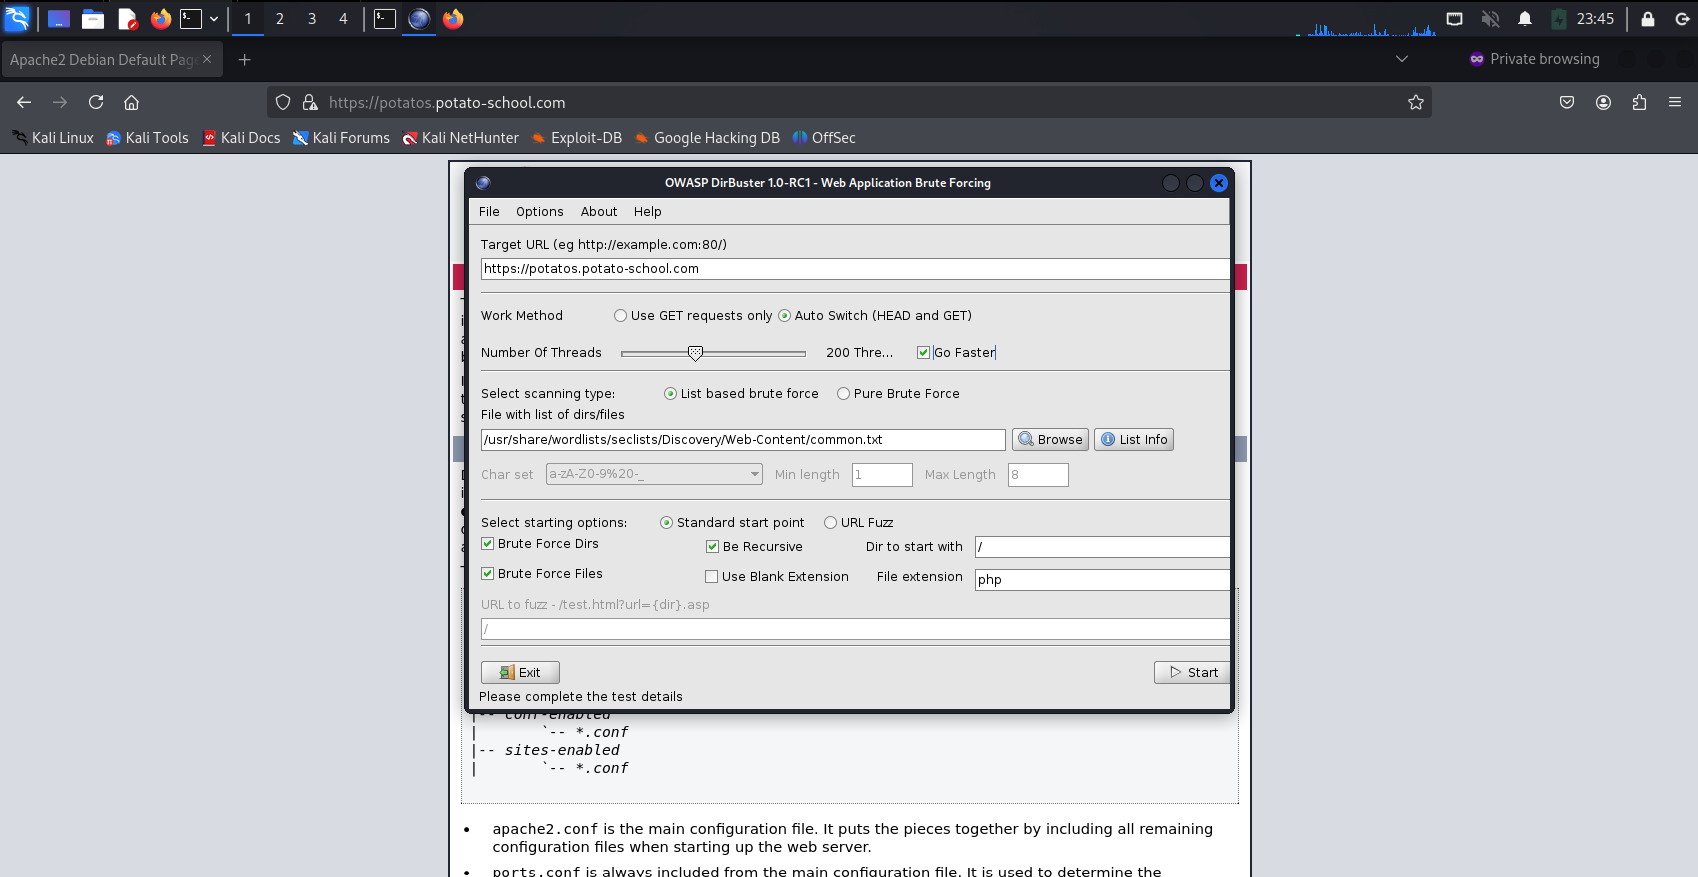 1 2 3 4 23:45
Apache2 Debian Default Pag Private browsing
https://potatos.potato-school.com
Kali Linux Kali Tools Kali Docs Kali Forums Kali NetHunter Exploit-DB Google Hacking DB OffSec
OWASP DirBuster 1.0-RC1 - Web Application Brute Forcing
File Options About Help
Target URL (eg http://example.com:80/)
https://potatos.potato-school.com
Work Method Use GET requests only Auto Switch (HEAD and GET)
Number Of Threads 200 Thre... Go Faster
Select scanning type: List based brute force Pure Brute Force
File with list of dirs/files
/usr/share/wordlists/seclists/Discovery/Web-Content/common.txt Browse List Info
Char set a-zA-Z0-9%20-_ Min length 1 Max Length 8
Select starting options: Standard start point URL Fuzz
Brute Force Dirs Be Recursive Dir to start with /
Brute Force Files Use Blank Extension File extension php
URL to fuzz - /test.html?url={dir}.asp
/
Exit Start
Please complete the test details
|-- conf-enabled
| `-- *.conf
|-- sites-enabled
| `-- *.conf
• apache2.conf is the main configuration file. It puts the pieces together by including all remaining
configuration files when starting up the web server.
• ports.conf is always included from the main configuration file. It is used to determine the